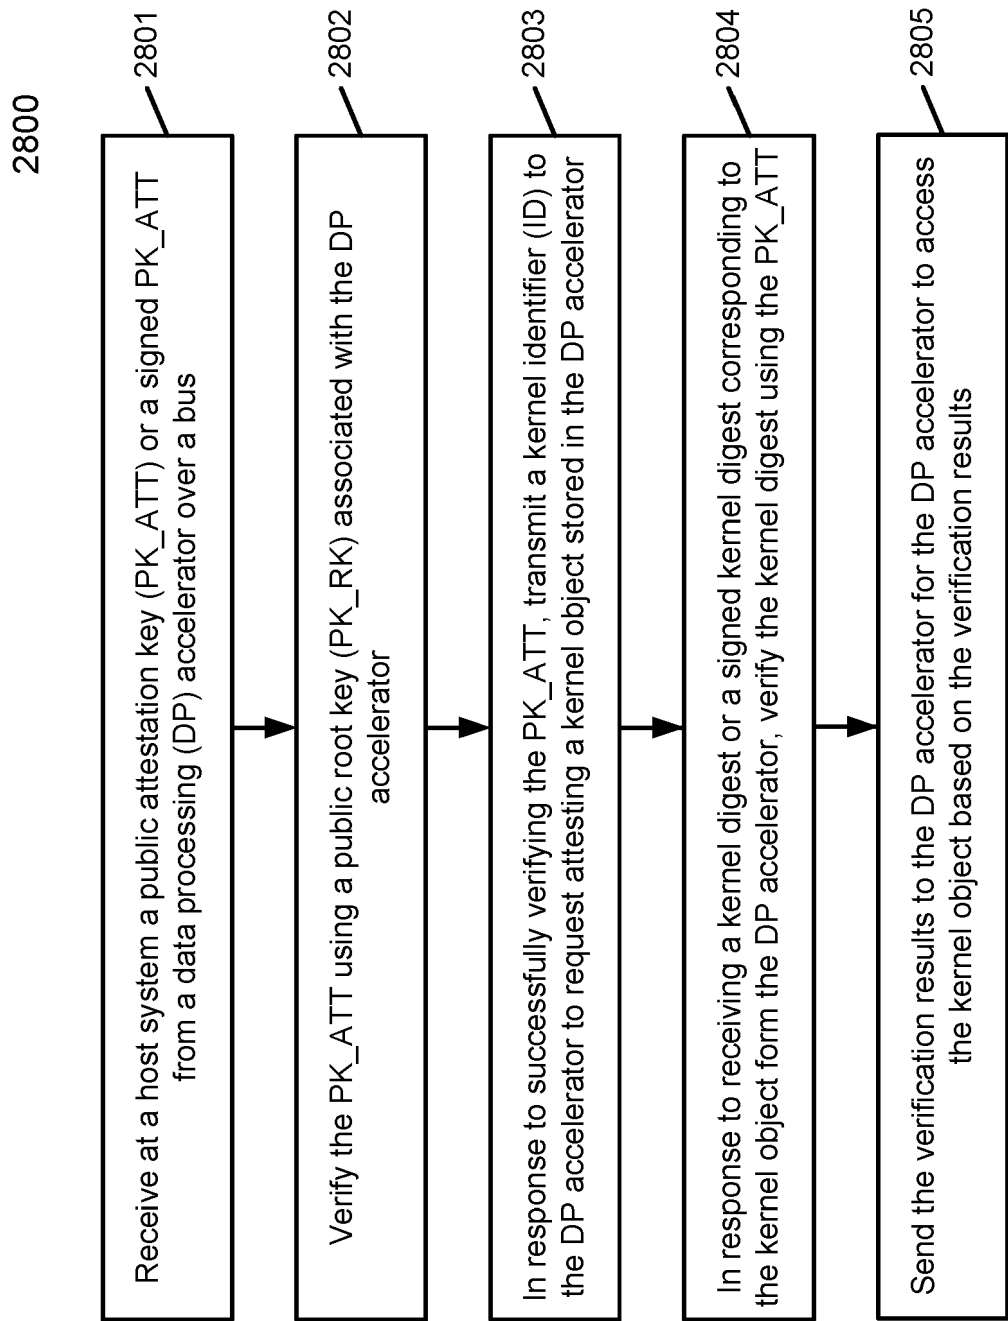 2800
Receive at a host system a public attestation key (PK_ATT) or a signed PK_ATT
from a data processing (DP) accelerator over a bus
2801
Verify the PK_ATT using a public root key (PK_RK) associated with the DP
accelerator
2802
In response to successfully verifying the PK_ATT, transmit a kernel identifier (ID) to
the DP accelerator to request attesting a kernel object stored in the DP accelerator
2803
In response to receiving a kernel digest or a signed kernel digest corresponding to
the kernel object form the DP accelerator, verify the kernel digest using the PK_ATT
2804
Send the verification results to the DP accelerator for the DP accelerator to access
the kernel object based on the verification results
2805